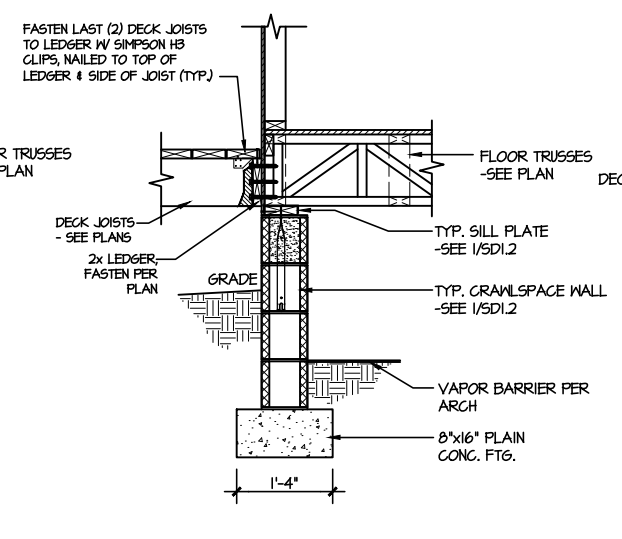 FASTEN LAST (2) DECK JOISTS
TO LEDGER W/ SIMPSON H3
CLIPS, NAILED TO TOP OF
LEDGER & SIDE OF JOIST (TYP.)
R TRUSSES
PLAN
FLOOR TRUSSES
-SEE PLAN
DEC
DECK JOISTS
- SEE PLANS
2x LEDGER,
FASTEN PER
PLAN
TYP. SILL PLATE
-SEE 1/SD1.2
GRADE
TYP. CRAWLSPACE WALL
-SEE 1/SD1.2
VAPOR BARRIER PER
ARCH
8"x16" PLAIN
CONC. FTG.
1'-4"